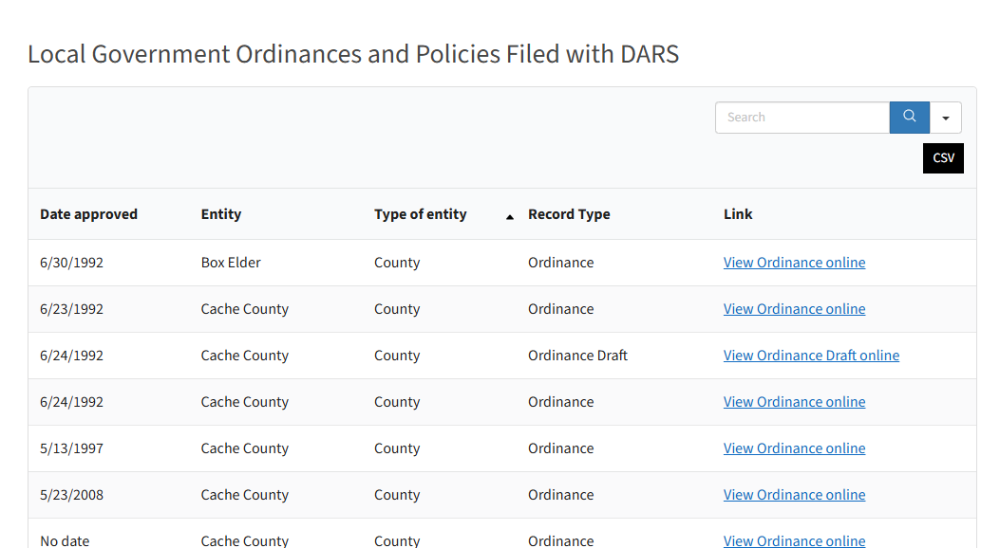 Local Government Ordinances and Policies Filed with DARS
Search
CSV
Date approved Entity Type of entity Record Type Link
6/30/1992 Box Elder County Ordinance View Ordinance online
6/23/1992 Cache County County Ordinance View Ordinance online
6/24/1992 Cache County County Ordinance Draft View Ordinance Draft online
6/24/1992 Cache County County Ordinance View Ordinance online
5/13/1997 Cache County County Ordinance View Ordinance online
5/23/2008 Cache County County Ordinance View Ordinance online
No date Cache County County Ordinance View Ordinance online